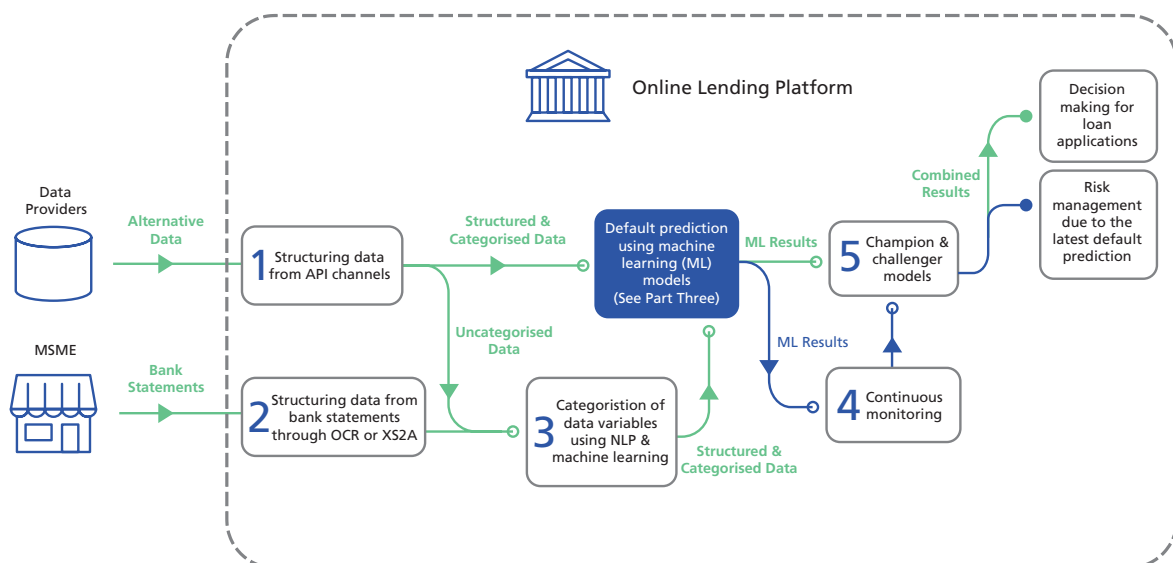 Online Lending Platform
Decision
making for
loan
applications
Combined
Results
Risk
management
due to the
latest default
prediction
Data
Providers
Alternative
Data
1
Structuring data
from API channels
Structured &
Categorised Data
Default prediction
using machine
learning (ML)
models
(See Part Three)
ML Results
5
Champion &
challenger
models
Uncategorised
Data
ML Results
MSME
Bank
Statements
2
Structuring data from
bank statements
through OCR or XS2A
3
Categoristion of
data variables
using NLP &
machine learning
Structured &
Categorised Data
4
Continuous
monitoring